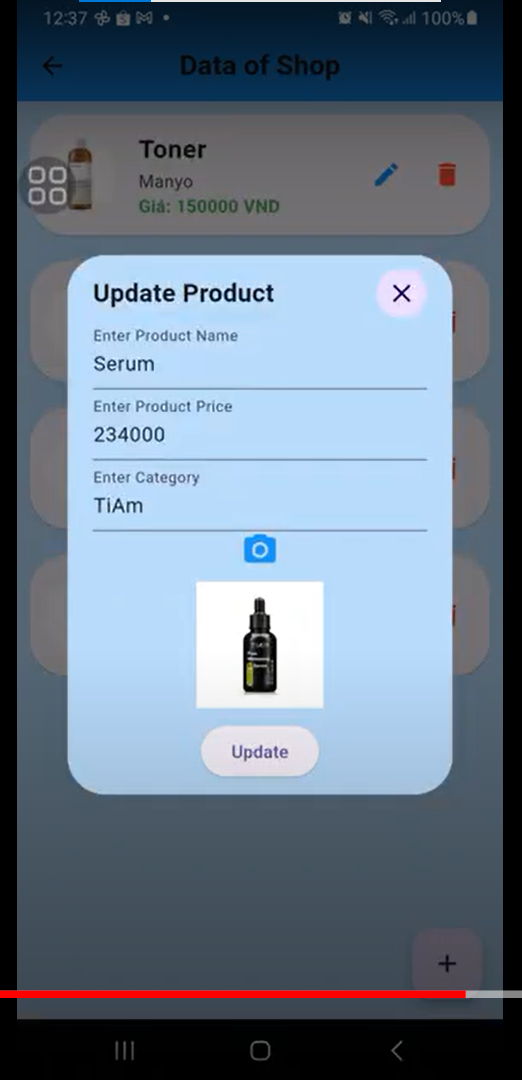 12:37
100%
Data of Shop
Toner
Manyo
Giá: 150000 VND
Update Product
Enter Product Name
Serum
Enter Product Price
234000
Enter Category
TiAm
Update